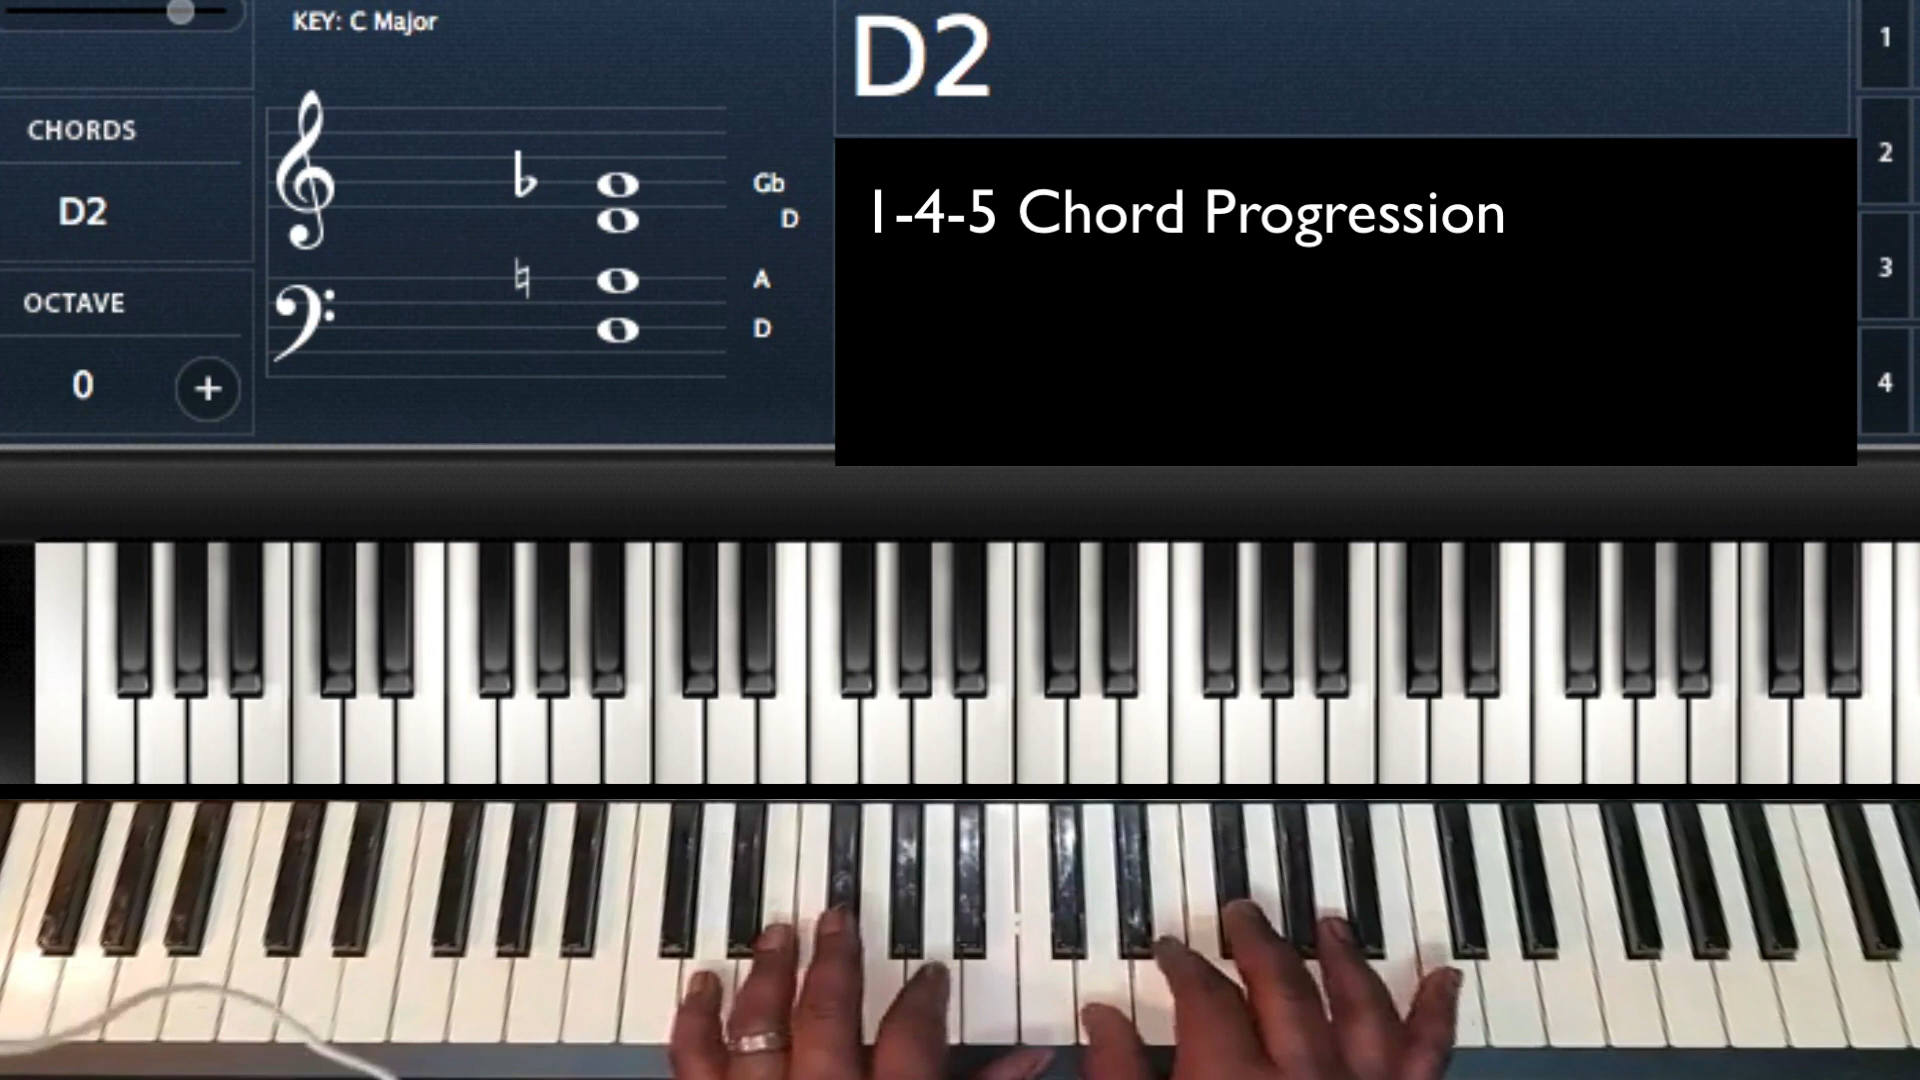 KEY: C Major
D2
1
CHORDS
D2
OCTAVE
0
+
Gb
D
A
D
1-4-5 Chord Progression
2
3
4